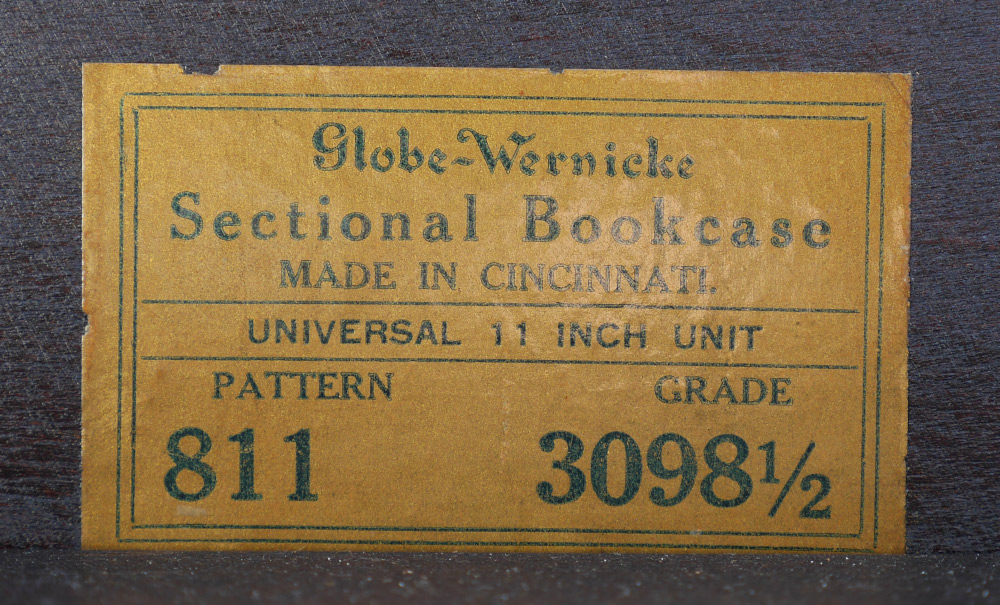 Globe-Wernicke
Sectional Bookcase
MADE IN CINCINNATI.
UNIVERSAL 11 INCH UNIT
PATTERN GRADE
811 3098½